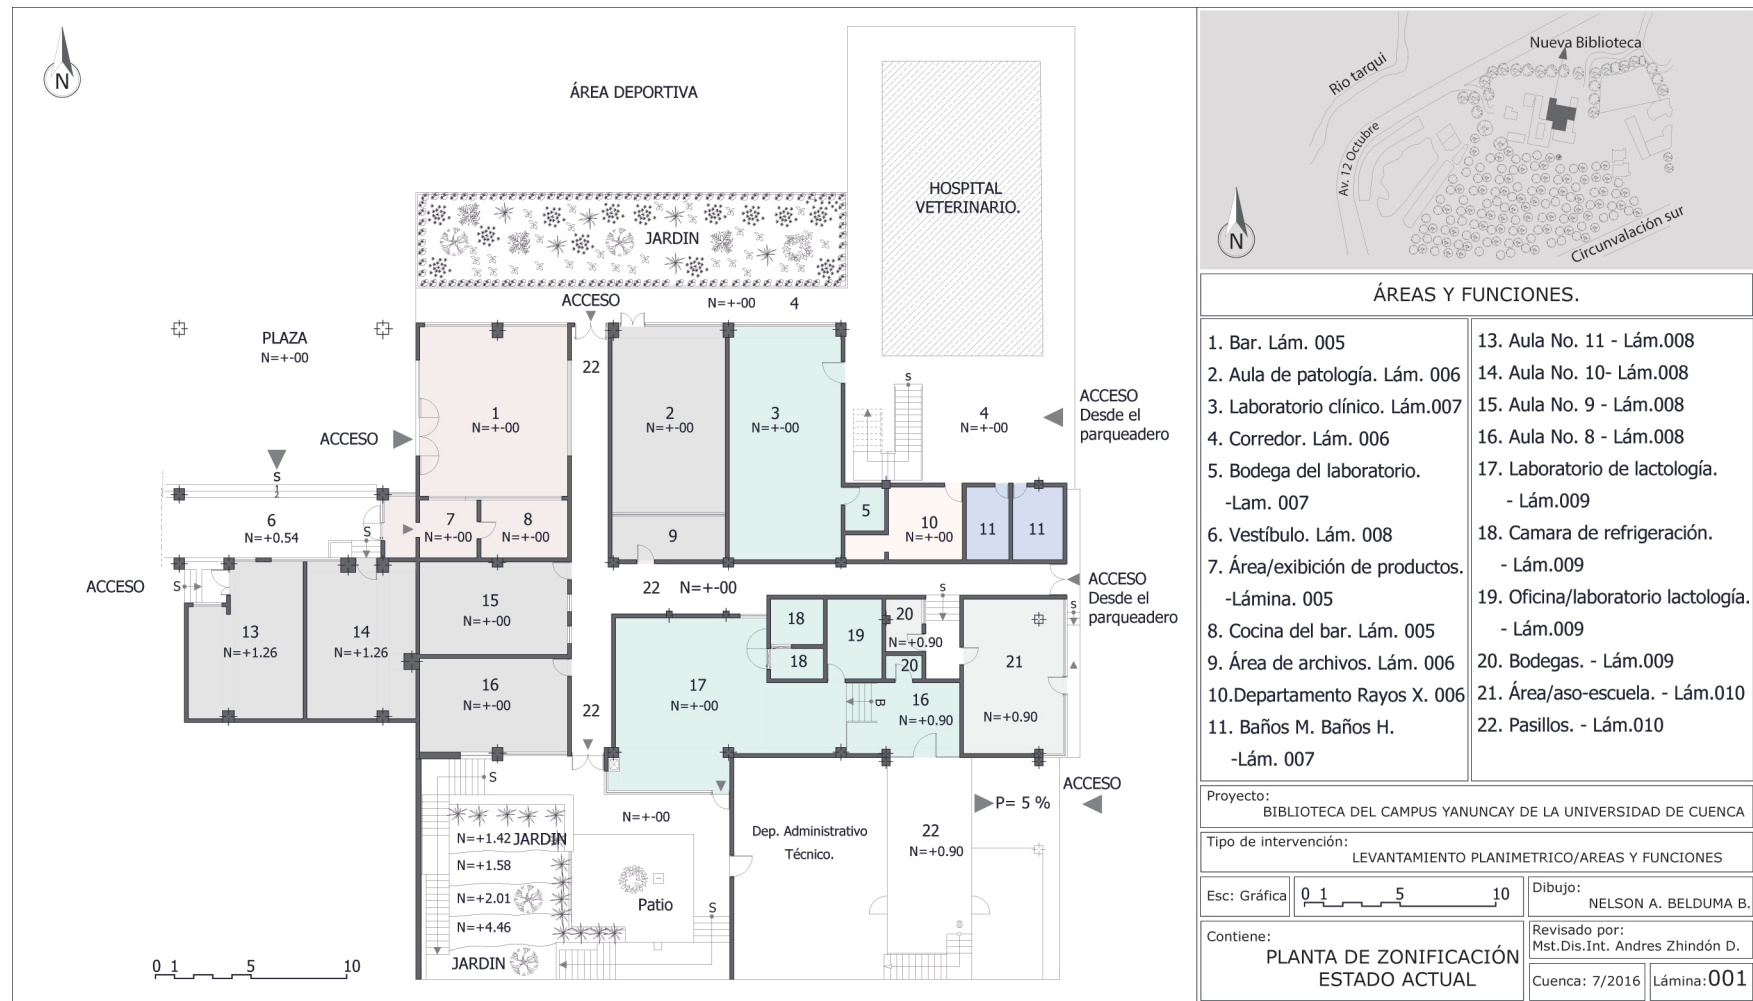 N
ÁREA DEPORTIVA
HOSPITAL
VETERINARIO.
JARDIN
ACCESO
N=+-00
4
PLAZA
N=+-00
22
1
N=+-00
2
N=+-00
3
N=+-00
S
4
N=+-00
ACCESO
Desde el
parqueadero
ACCESO
S
1
2
6
N=+0.54
S
7
N=+-00
8
N=+-00
9
5
10
N=+-00
11
11
ACCESO
S
22
N=+-00
S
ACCESO
Desde el
parqueadero
S
13
N=+1.26
14
N=+1.26
15
N=+-00
16
N=+-00
22
17
N=+-00
18
18
19
20
N=+0.90
20
16
N=+0.90
B
21
N=+0.90
S
N=+-00
N=+1.42
JARDIN
N=+1.58
N=+2.01
N=+4.46
JARDIN
Patio
S
Dep. Administrativo
Técnico.
22
N=+0.90
P= 5 %
ACCESO
S
0 1 5 10
Nueva Biblioteca
Rio tarqui
Av. 12 Octubre
Circunvalación sur
N
ÁREAS Y FUNCIONES.
1. Bar. Lám. 005
2. Aula de patología. Lám. 006
3. Laboratorio clínico. Lám.007
4. Corredor. Lám. 006
5. Bodega del laboratorio.
-Lam. 007
6. Vestíbulo. Lám. 008
7. Área/exibición de productos.
-Lámina. 005
8. Cocina del bar. Lám. 005
9. Área de archivos. Lám. 006
10.Departamento Rayos X. 006
11. Baños M. Baños H.
-Lám. 007
13. Aula No. 11 - Lám.008
14. Aula No. 10- Lám.008
15. Aula No. 9 - Lám.008
16. Aula No. 8 - Lám.008
17. Laboratorio de lactología.
- Lám.009
18. Camara de refrigeración.
- Lám.009
19. Oficina/laboratorio lactología.
- Lám.009
20. Bodegas. - Lám.009
21. Área/aso-escuela. - Lám.010
22. Pasillos. - Lám.010
Proyecto:
BIBLIOTECA DEL CAMPUS YANUNCAY DE LA UNIVERSIDAD DE CUENCA
Tipo de intervención:
LEVANTAMIENTO PLANIMETRICO/AREAS Y FUNCIONES
Esc: Gráfica
0 1 5 10
Dibujo:
NELSON A. BELDUMA B.
Contiene:
PLANTA DE ZONIFICACIÓN
ESTADO ACTUAL
Revisado por:
Mst.Dis.Int. Andres Zhindón D.
Cuenca: 7/2016
Lámina:001